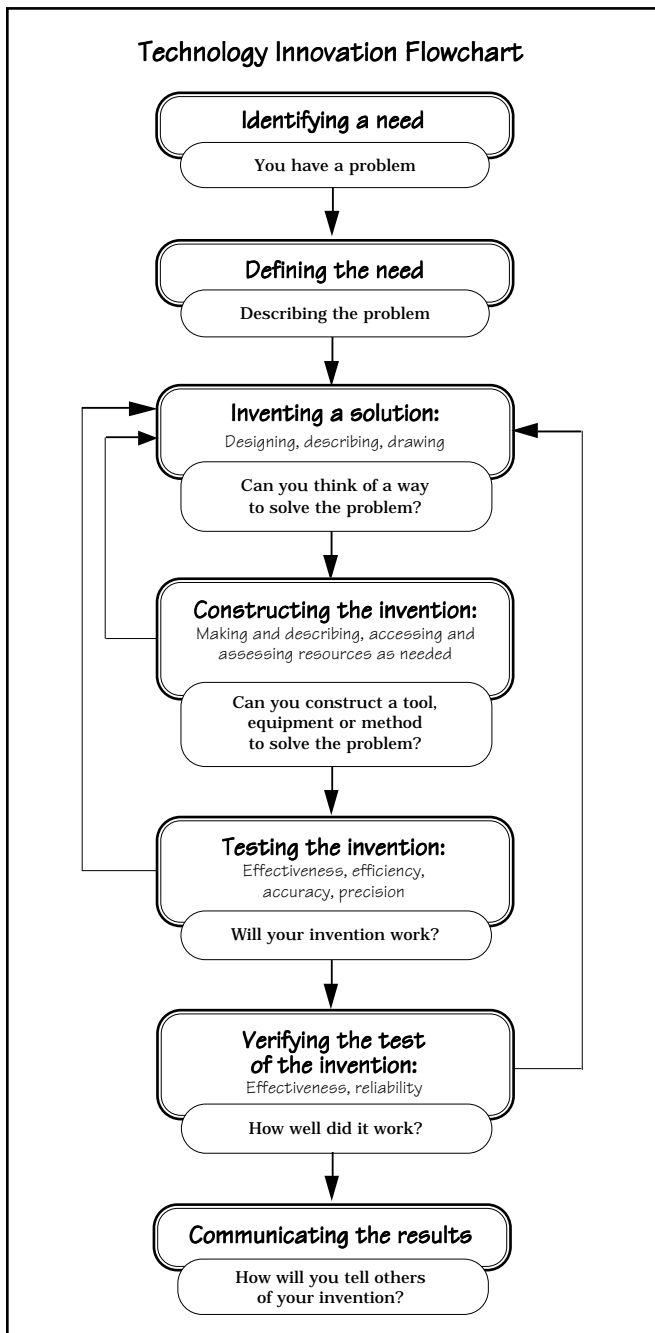 Technology Innovation Flowchart
Identifying a need
You have a problem
Defining the need
Describing the problem
Inventing a solution:
Designing, describing, drawing
Can you think of a way
to solve the problem?
Constructing the invention:
Making and describing, accessing and
assessing resources as needed
Can you construct a tool,
equipment or method
to solve the problem?
Testing the invention:
Effectiveness, efficiency,
accuracy, precision
Will your invention work?
Verifying the test
of the invention:
Effectiveness, reliability
How well did it work?
Communicating the results
How will you tell others
of your invention?